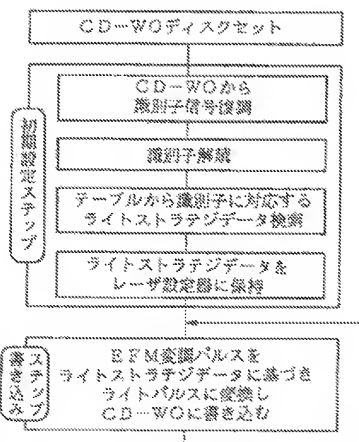 CD－WOディスクセット
初期設定ステップ
CD－WOから
識別子信号復調
識別子解読
テーブルから識別子に対応する
ライトストラテジデータ検索
ライトストラテジデータを
レーザ設定器に保持
書き込みステップ
EFM変調パルスを
ライトストラテジデータに基づき
ライトパルスに変換し
CD－WOに書き込む